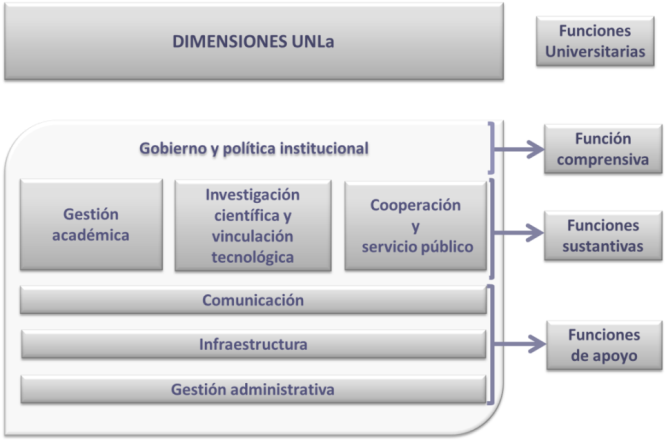 DIMENSIONES UNLa
Funciones
Universitarias
Gobierno y política institucional
Función
comprensiva
Gestión
académica
Investigación
científica y
vinculación
tecnológica
Cooperación
y
servicio público
Funciones
sustantivas
Comunicación
Infraestructura
Gestión administrativa
Funciones
de apoyo